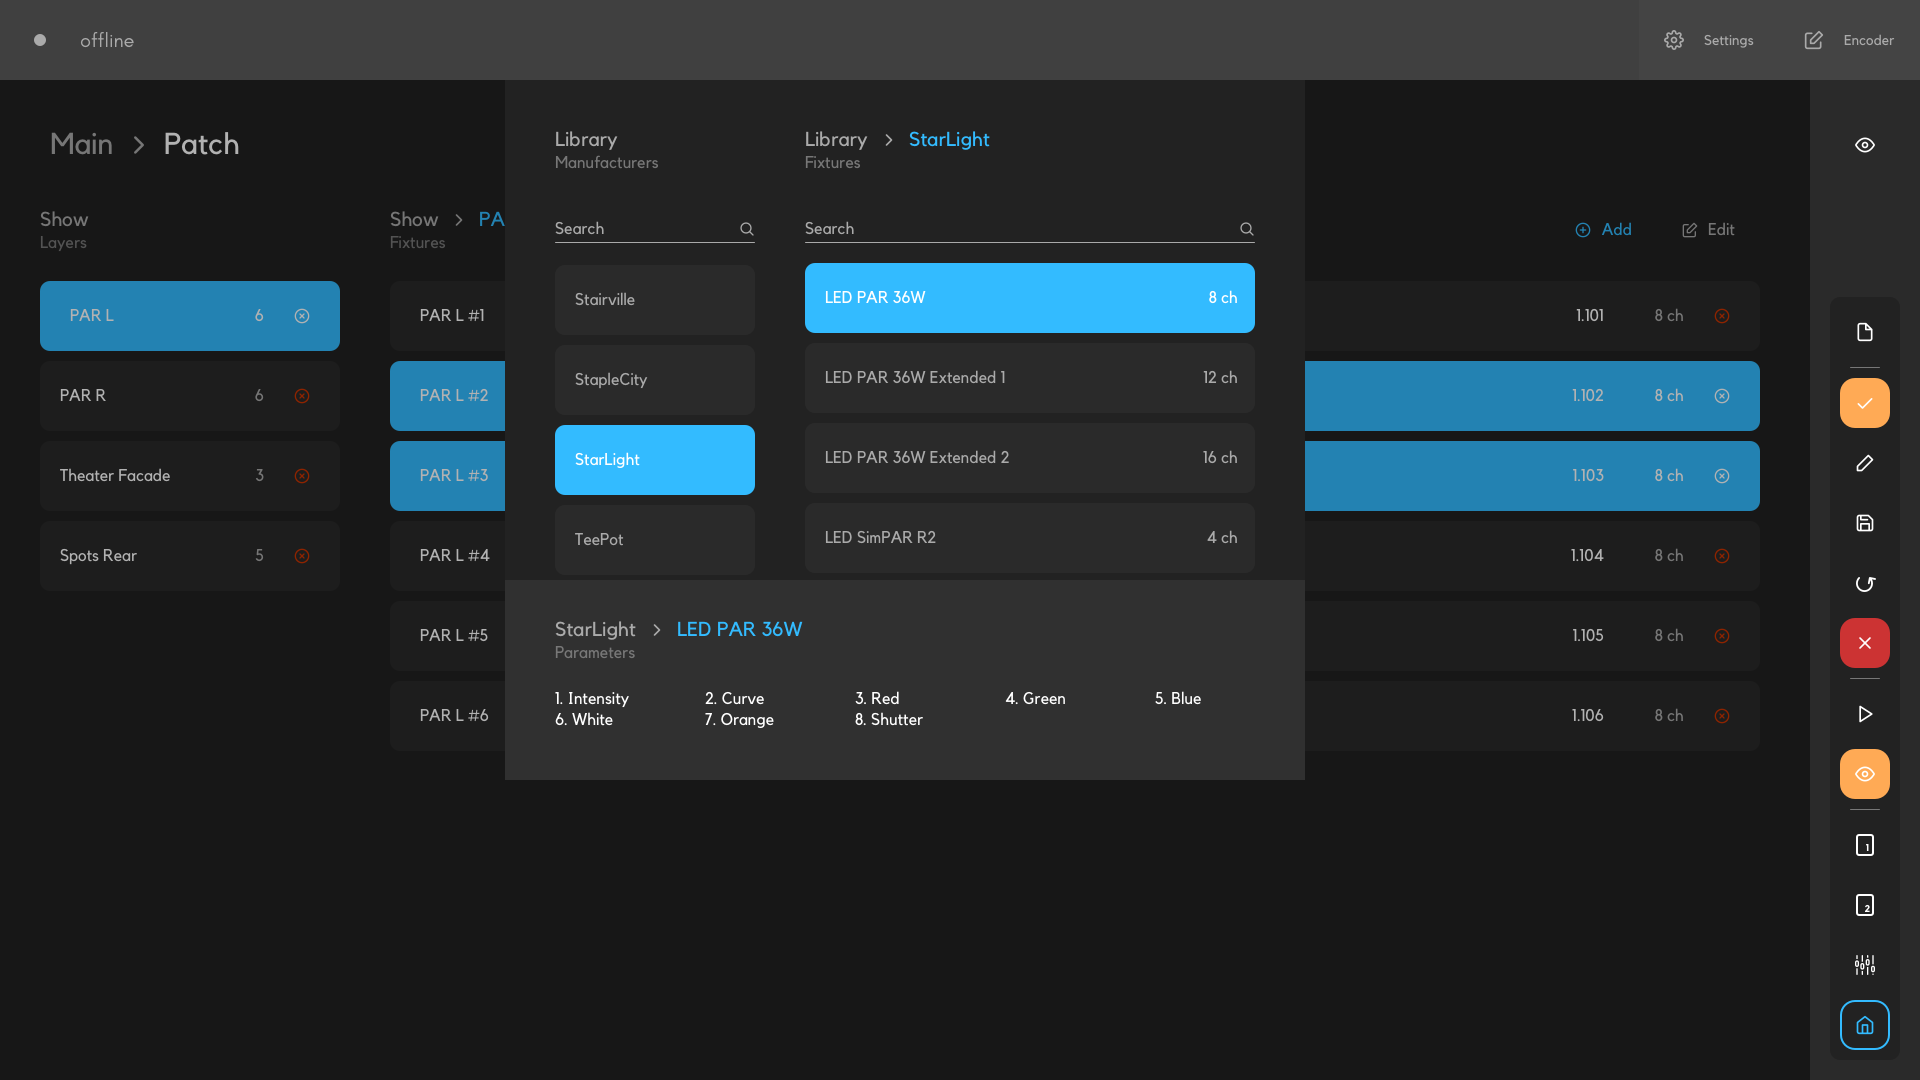 offline
Settings
Encoder
Main > Patch
Show
Layers
PAR L 6
PAR R 6
Theater Facade 3
Spots Rear 5
Show > PA
Fixtures
Add
Edit
PAR L #1 1.101 8 ch
PAR L #2 1.102 8 ch
PAR L #3 1.103 8 ch
PAR L #4 1.104 8 ch
PAR L #5 1.105 8 ch
PAR L #6 1.106 8 ch
Library
Manufacturers
Search
Stairville
StapleCity
StarLight
TeePot
Library > StarLight
Fixtures
Search
LED PAR 36W 8 ch
LED PAR 36W Extended 1 12 ch
LED PAR 36W Extended 2 16 ch
LED SimPAR R2 4 ch
StarLight > LED PAR 36W
Parameters
1. Intensity 2. Curve 3. Red 4. Green 5. Blue
6. White 7. Orange 8. Shutter
1
2